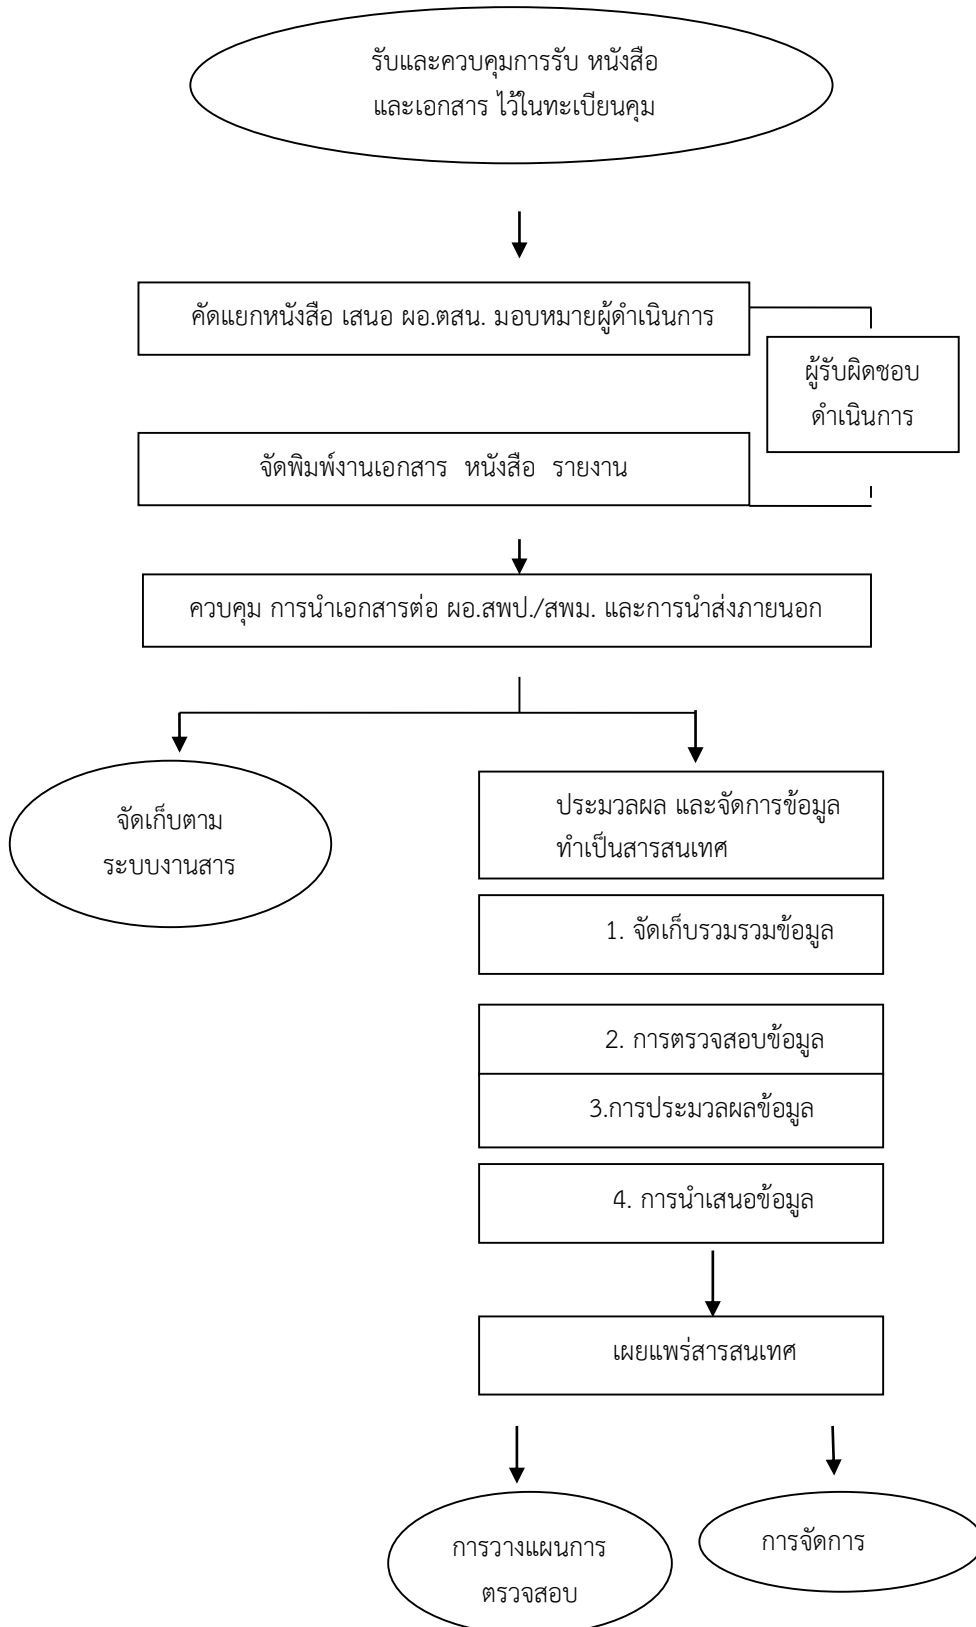 รับและควบคุมการรับ หนังสือ
และเอกสาร ไว้ในทะเบียนคุม
คัดแยกหนังสือ เสนอ ผอ.ตสน. มอบหมายผู้ดำเนินการ
ผู้รับผิดชอบ
ดำเนินการ
จัดพิมพ์งานเอกสาร หนังสือ รายงาน
ควบคุม การนำเอกสารต่อ ผอ.สพป./สพม. และการนำส่งภายนอก
จัดเก็บตาม
ระบบงานสาร
ประมวลผล และจัดการข้อมูล
ทำเป็นสารสนเทศ
1. จัดเก็บรวมรวมข้อมูล
2. การตรวจสอบข้อมูล
3.การประมวลผลข้อมูล
4. การนำเสนอข้อมูล
เผยแพร่สารสนเทศ
การวางแผนการ
ตรวจสอบ
การจัดการ